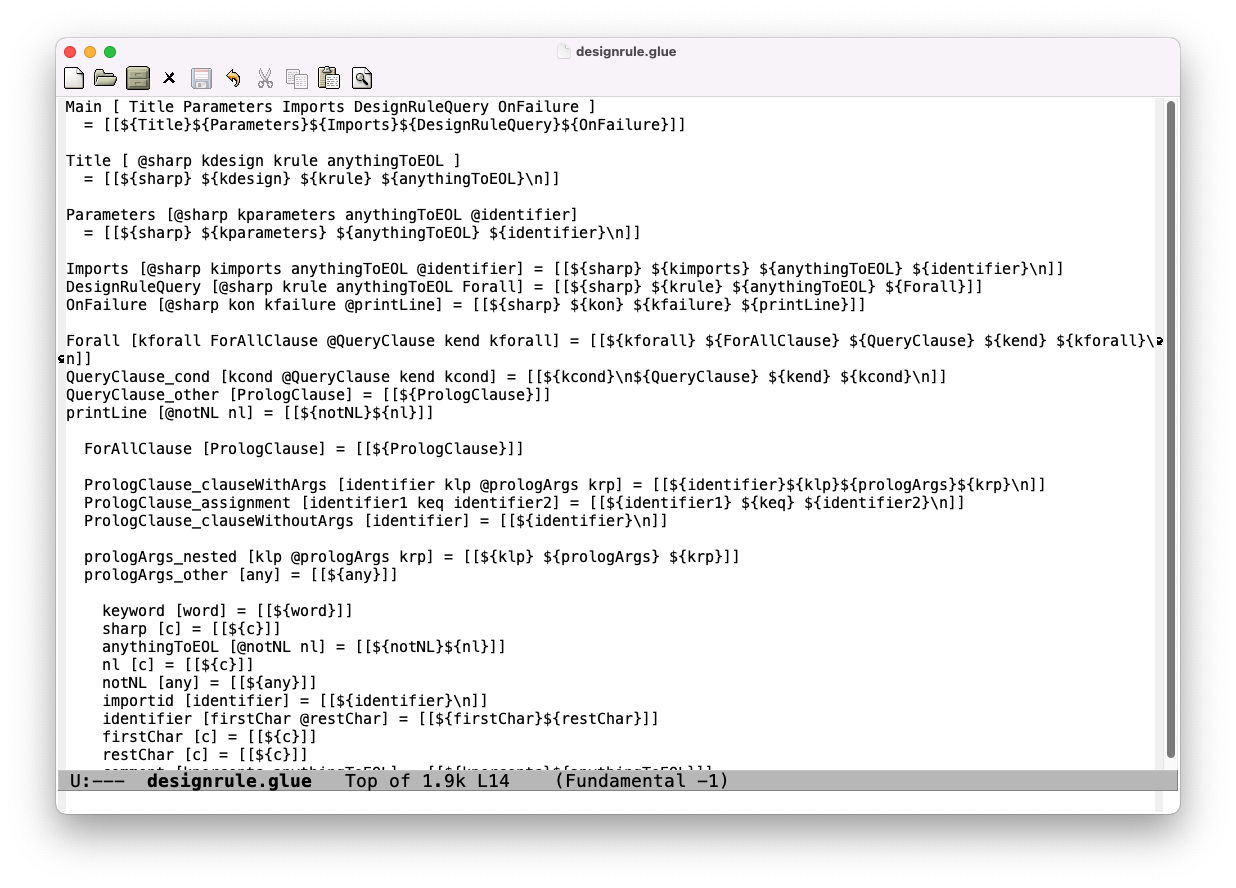 designrule.glue
Main [ Title Parameters Imports DesignRuleQuery OnFailure ]
  = [[${Title}${Parameters}${Imports}${DesignRuleQuery}${OnFailure}]]
Title [ @sharp kdesign krule anythingToEOL ]
  = [[${sharp} ${kdesign} ${krule} ${anythingToEOL}\n]]
Parameters [@sharp kparameters anythingToEOL @identifier]
  = [[${sharp} ${kparameters} ${anythingToEOL} ${identifier}\n]]
Imports [@sharp kimports anythingToEOL @identifier] = [[${sharp} ${kimports} ${anythingToEOL} ${identifier}\n]]
DesignRuleQuery [@sharp krule anythingToEOL Forall] = [[${sharp} ${krule} ${anythingToEOL} ${Forall}]]
OnFailure [@sharp kon kfailure @printLine] = [[${sharp} ${kon} ${kfailure} ${printLine}]]
Forall [kforall ForAllClause @QueryClause kend kforall] = [[${kforall} ${ForAllClause} ${QueryClause} ${kend} ${kforall}\
n]]
QueryClause_cond [kcond @QueryClause kend kcond] = [[${kcond}\n${QueryClause} ${kend} ${kcond}\n]]
QueryClause_other [PrologClause] = [[${PrologClause}]]
printLine [@notNL nl] = [[${notNL}${nl}]]
  ForAllClause [PrologClause] = [[${PrologClause}]]
  PrologClause_clauseWithArgs [identifier klp @prologArgs krp] = [[${identifier}${klp}${prologArgs}${krp}\n]]
  PrologClause_assignment [identifier1 keq identifier2] = [[${identifier1} ${keq} ${identifier2}\n]]
  PrologClause_clauseWithoutArgs [identifier] = [[${identifier}\n]]
  prologArgs_nested [klp @prologArgs krp] = [[${klp} ${prologArgs} ${krp}]]
  prologArgs_other [any] = [[${any}]]
    keyword [word] = [[${word}]]
    sharp [c] = [[${c}]]
    anythingToEOL [@notNL nl] = [[${notNL}${nl}]]
    nl [c] = [[${c}]]
    notNL [any] = [[${any}]]
    importid [identifier] = [[${identifier}\n]]
    identifier [firstChar @restChar] = [[${firstChar}${restChar}]]
    firstChar [c] = [[${c}]]
    restChar [c] = [[${c}]]
U:---  designrule.glue   Top of 1.9k L14    (Fundamental -1)